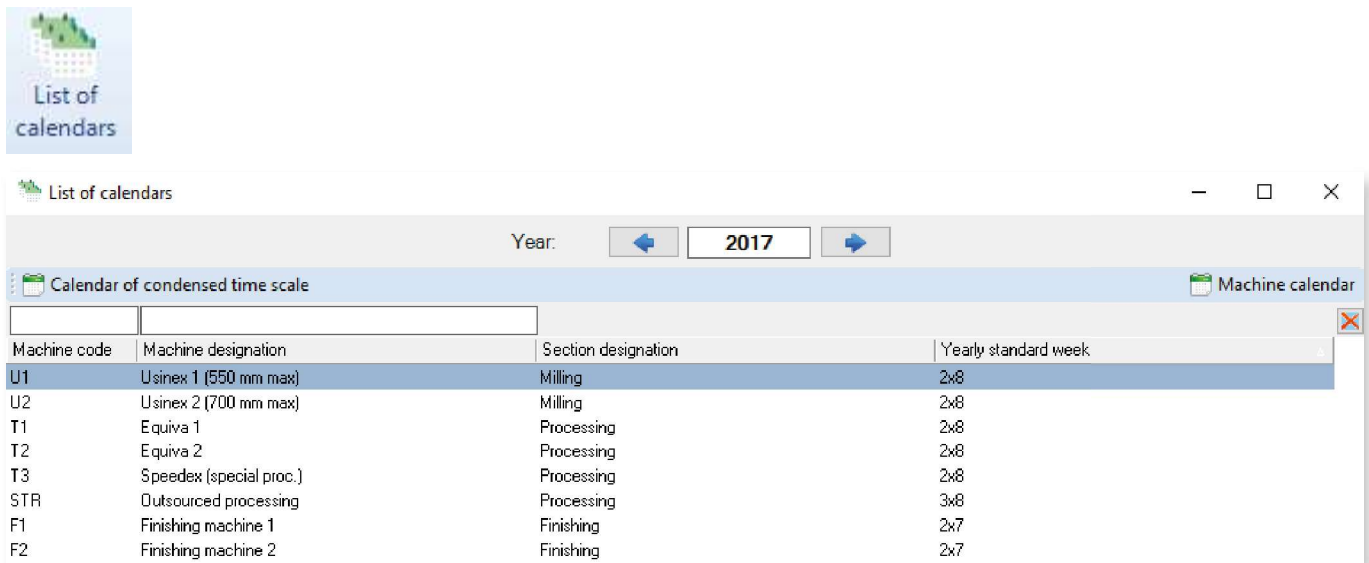 List of
calendars
List of calendars
Year: 2017
Calendar of condensed time scale Machine calendar
Machine code Machine designation Section designation Yearly standard week
U1 Usinex 1 (550 mm max) Milling 2x8
U2 Usinex 2 (700 mm max) Milling 2x8
T1 Equiva 1 Processing 2x8
T2 Equiva 2 Processing 2x8
T3 Speedex (special proc.) Processing 2x8
STR Outsourced processing Processing 3x8
F1 Finishing machine 1 Finishing 2x7
F2 Finishing machine 2 Finishing 2x7